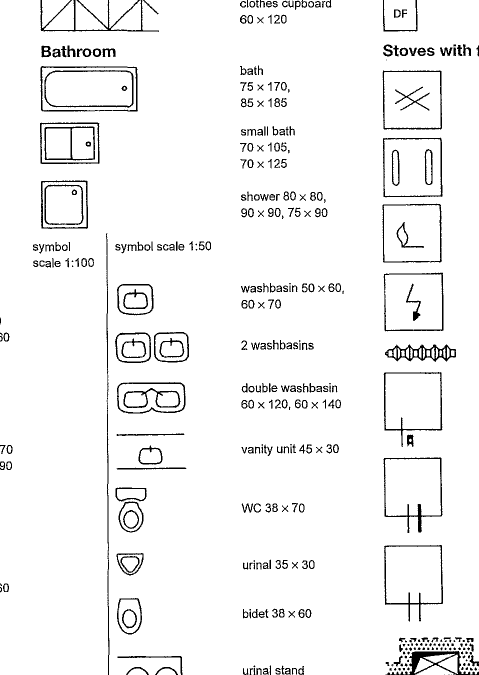 clothes cupboard
60 × 120
DF
Bathroom
Stoves with
bath
75 × 170,
85 × 185
small bath
70 × 105,
70 × 125
shower 80 × 80,
90 × 90, 75 × 90
symbol
scale 1:100
symbol scale 1:50
washbasin 50 × 60,
60 × 70
60
2 washbasins
double washbasin
60 × 120, 60 × 140
70
90
vanity unit 45 × 30
WC 38 × 70
urinal 35 × 30
60
bidet 38 × 60
urinal stand